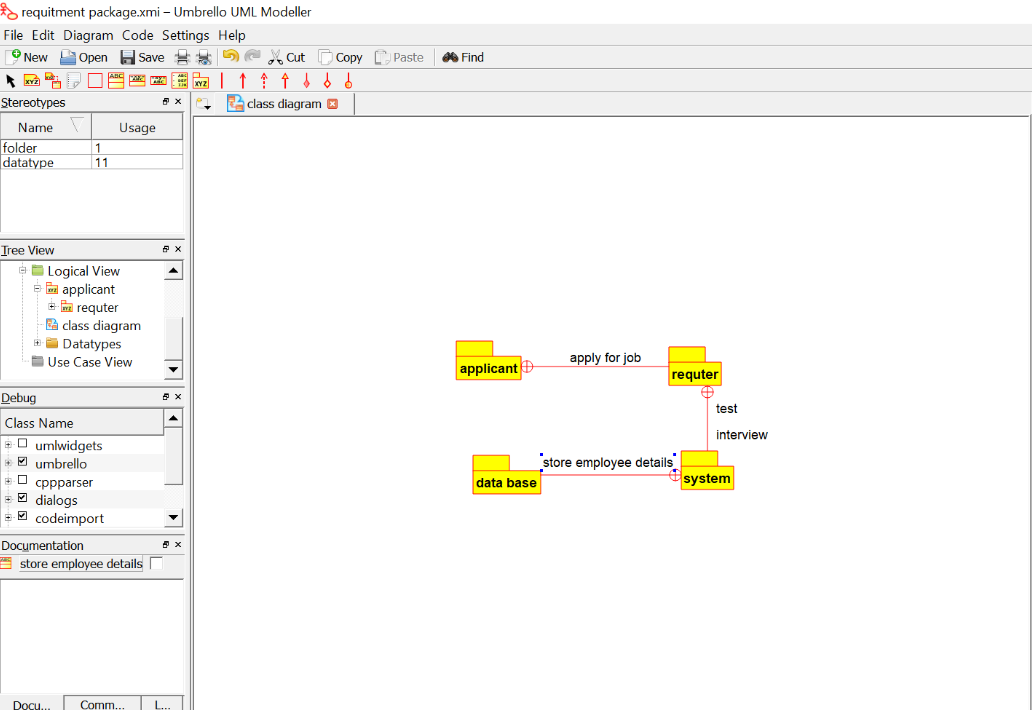 requitment package.xmi – Umbrello UML Modeller
File Edit Diagram Code Settings Help
New Open Save Cut Copy Paste Find
Stereotypes
class diagram
Name Usage
folder 1
datatype 11
Tree View
Logical View
applicant
requter
class diagram
Datatypes
Use Case View
Debug
Class Name
umlwidgets
umbrello
cppparser
dialogs
codeimport
Documentation
store employee details
Docu... Comm... L...
applicant
apply for job
requter
test
interview
data base
store employee details
system